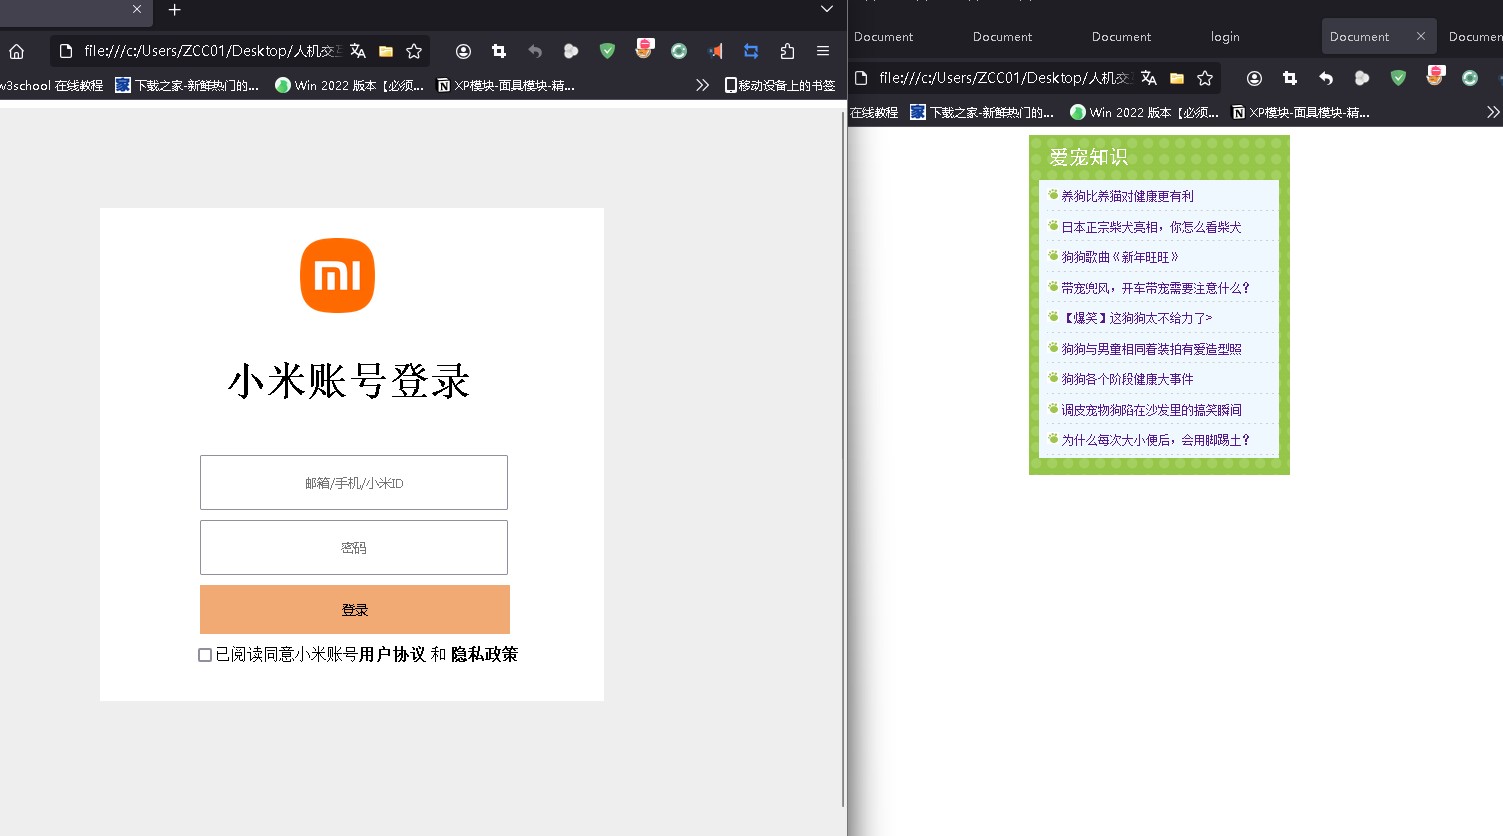 file:///c:/Users/ZCC01/Desktop/人机交
w3school 在线教程
下载之家-新鲜热门的...
Win 2022 版本【必须...
XP模块-面具模块-精...
移动设备上的书签
mi
小米账号登录
邮箱/手机/小米ID
密码
登录
已阅读同意小米账号用户协议 和 隐私政策
Document
Document
Document
login
Document
Docume
file:///c:/Users/ZCC01/Desktop/人机交
在线教程
下载之家-新鲜热门的...
Win 2022 版本【必须...
XP模块-面具模块-精...
爱宠知识
养狗比养猫对健康更有利
日本正宗柴犬亮相，你怎么看柴犬
狗狗歌曲《新年旺旺》
带宠兜风，开车带宠需要注意什么?
【爆笑】这狗狗太不给力了>
狗狗与男童相同着装拍有爱造型照
狗狗各个阶段健康大事件
调皮宠物狗陷在沙发里的搞笑瞬间
为什么每次大小便后，会用脚踢土?